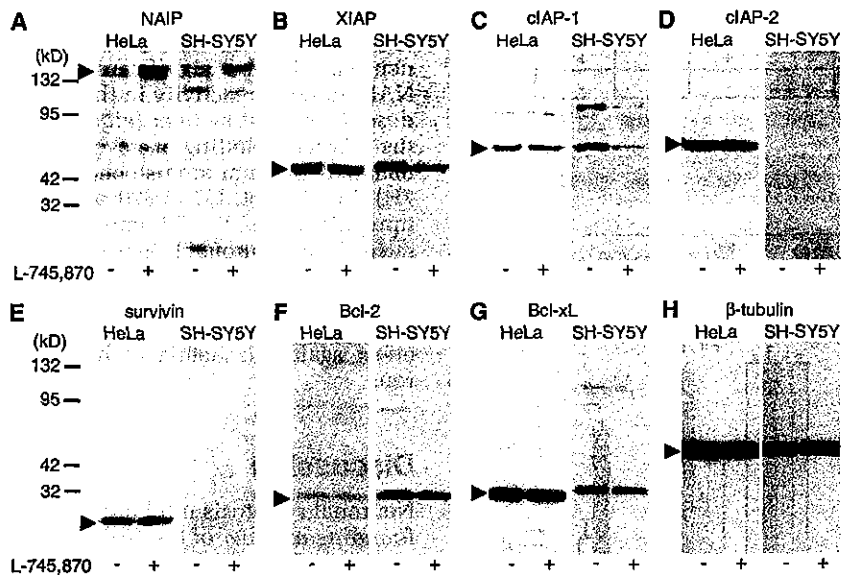 A NAIP B XIAP C cIAP-1 D cIAP-2
(kD) HeLa SH-SY5Y HeLa SH-SY5Y HeLa SH-SY5Y HeLa SH-SY5Y
132
95
42
32
L-745,870 - + - + - + - + - + - + - + - +
E survivin F Bcl-2 G Bcl-xL H β-tubulin
(kD) HeLa SH-SY5Y HeLa SH-SY5Y HeLa SH-SY5Y HeLa SH-SY5Y
132
95
42
32
L-745,870 - + - + - + - + - + - + - + - +